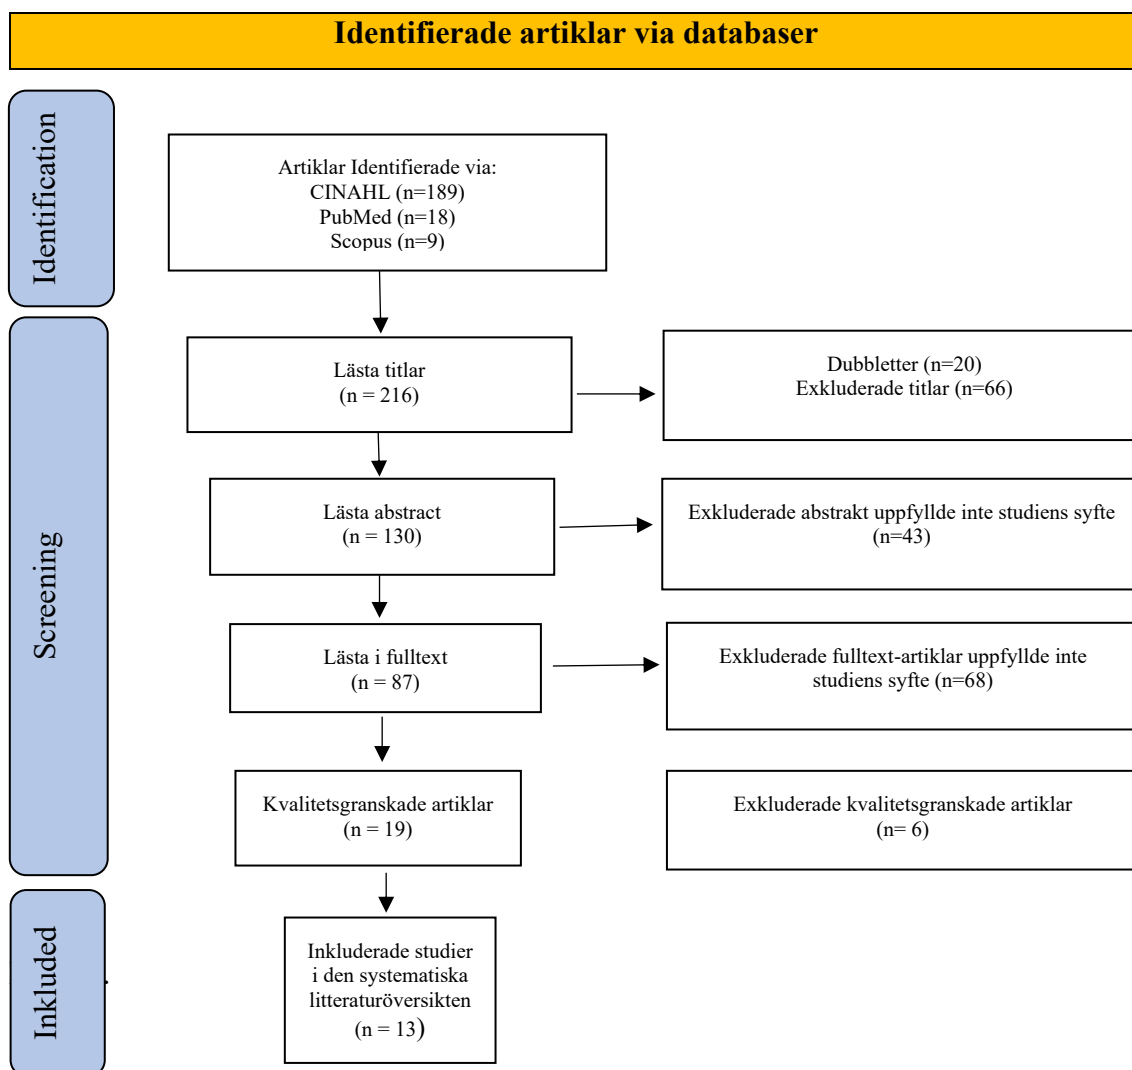 Identifierade artiklar via databaser
Identification
Artiklar Identifierade via:
CINAHL (n=189)
PubMed (n=18)
Scopus (n=9)
Screening
Lästa titlar
(n = 216)
Dubbletter (n=20)
Exkluderade titlar (n=66)
Lästa abstract
(n = 130)
Exkluderade abstrakt uppfyllde inte studiens syfte
(n=43)
Lästa i fulltext
(n = 87)
Exkluderade fulltext-artiklar uppfyllde inte
studiens syfte (n=68)
Kvalitetsgranskade artiklar
(n = 19)
Exkluderade kvalitetsgranskade artiklar
(n= 6)
Inkluded
Inkluderade studier
i den systematiska
litteraturöversikten
(n = 13)